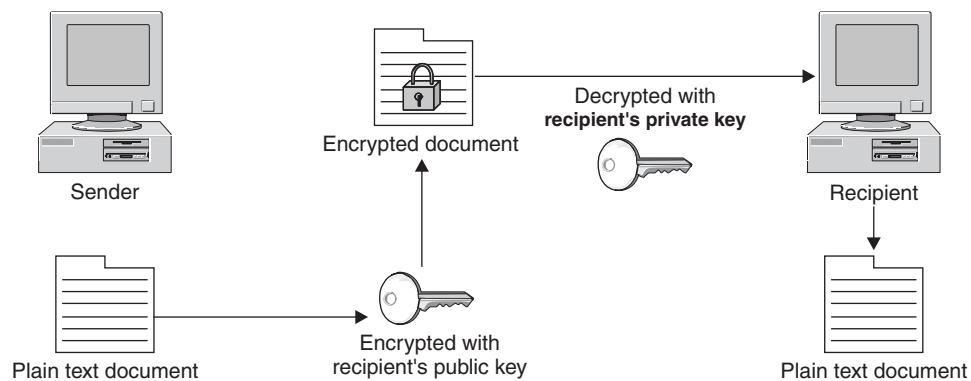 Sender
Encrypted document
Decrypted with
recipient's private key
Recipient
Plain text document
Encrypted with
recipient's public key
Plain text document